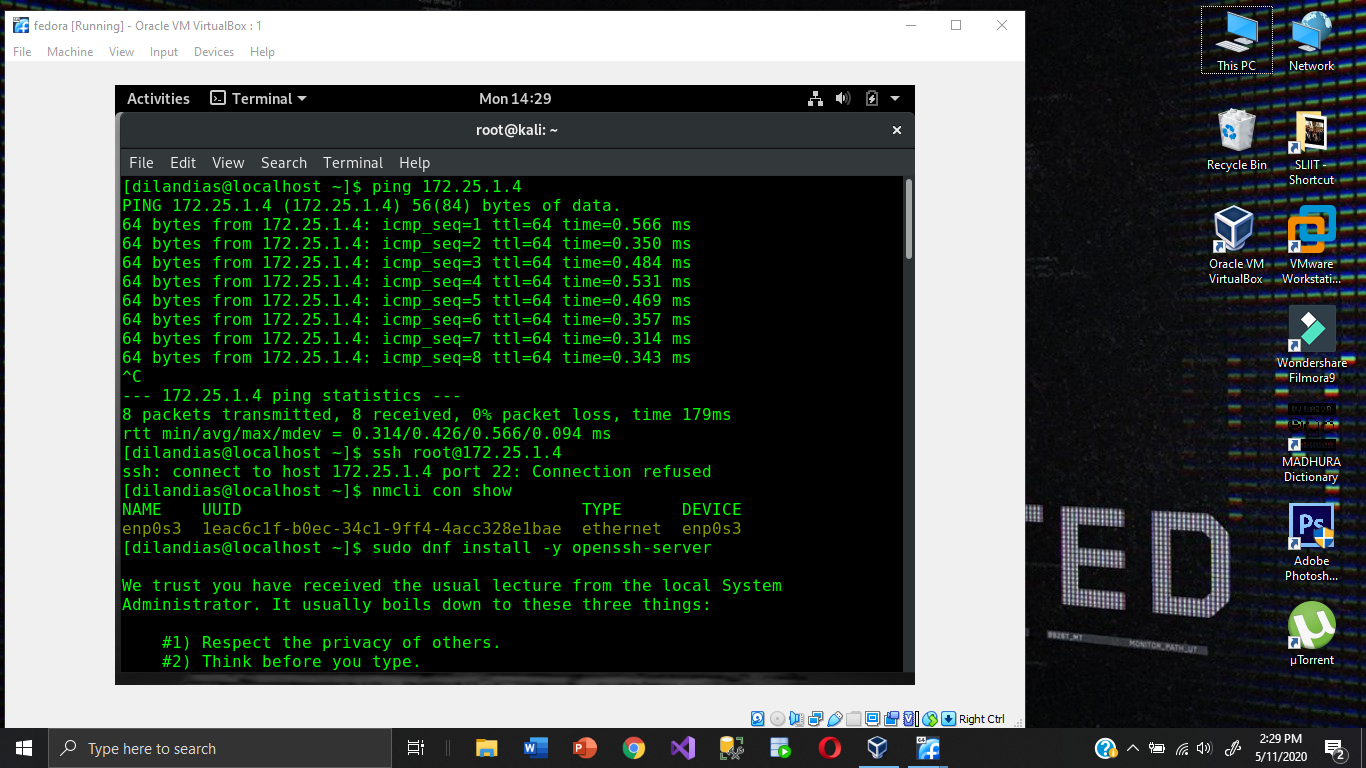 fedora [Running] - Oracle VM VirtualBox : 1
File Machine View Input Devices Help
Activities Terminal Mon 14:29
root@kali: ~
File Edit View Search Terminal Help
[dilandias@localhost ~]$ ping 172.25.1.4
PING 172.25.1.4 (172.25.1.4) 56(84) bytes of data.
64 bytes from 172.25.1.4: icmp_seq=1 ttl=64 time=0.566 ms
64 bytes from 172.25.1.4: icmp_seq=2 ttl=64 time=0.350 ms
64 bytes from 172.25.1.4: icmp_seq=3 ttl=64 time=0.484 ms
64 bytes from 172.25.1.4: icmp_seq=4 ttl=64 time=0.531 ms
64 bytes from 172.25.1.4: icmp_seq=5 ttl=64 time=0.469 ms
64 bytes from 172.25.1.4: icmp_seq=6 ttl=64 time=0.357 ms
64 bytes from 172.25.1.4: icmp_seq=7 ttl=64 time=0.314 ms
64 bytes from 172.25.1.4: icmp_seq=8 ttl=64 time=0.343 ms
^C
--- 172.25.1.4 ping statistics ---
8 packets transmitted, 8 received, 0% packet loss, time 179ms
rtt min/avg/max/mdev = 0.314/0.426/0.566/0.094 ms
[dilandias@localhost ~]$ ssh root@172.25.1.4
ssh: connect to host 172.25.1.4 port 22: Connection refused
[dilandias@localhost ~]$ nmcli con show
NAME UUID TYPE DEVICE
enp0s3 1eac6c1f-b0ec-34c1-9ff4-4acc328e1bae ethernet enp0s3
[dilandias@localhost ~]$ sudo dnf install -y openssh-server
We trust you have received the usual lecture from the local System
Administrator. It usually boils down to these three things:
#1) Respect the privacy of others.
#2) Think before you type.
Right Ctrl
This PC
Network
Recycle Bin
SLIIT -
Shortcut
Oracle VM
VirtualBox
VMware
Workstati...
Wondershare
Filmora9
MADHURA
Dictionary
Ps
Adobe
Photosh...
µ
µTorrent
TED
MONITOR_PATH_UT
Type here to search
2:29 PM
5/11/2020
2